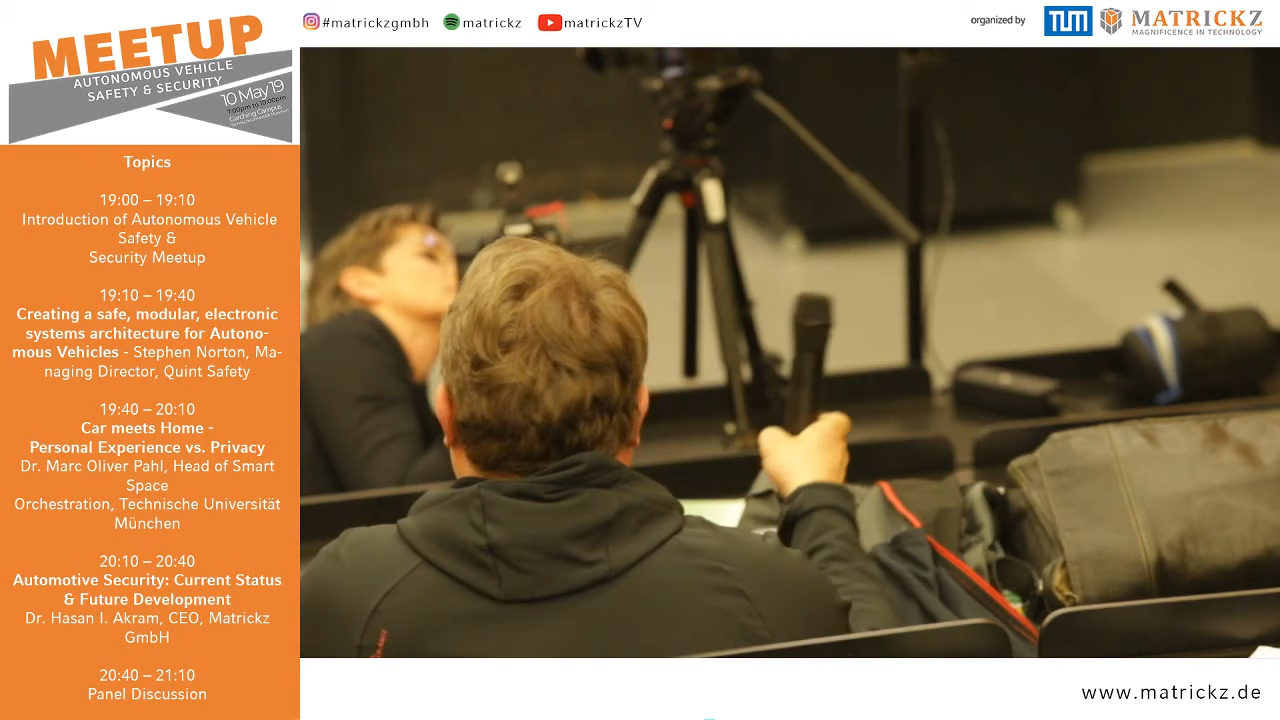 MEETUP
AUTONOMOUS VEHICLE
SAFETY & SECURITY
10 May 19
7:00pm to 10:00pm
Garching Campus
#matrickzgmbh
matrickz
matrickzTV
organized by
TUM
MATRICKZ
MAGNIFICENCE IN TECHNOLOGY
Topics
19:00 – 19:10
Introduction of Autonomous Vehicle
Safety &
Security Meetup
19:10 – 19:40
Creating a safe, modular, electronic
systems architecture for Autono-
mous Vehicles - Stephen Norton, Ma-
naging Director, Quint Safety
19:40 – 20:10
Car meets Home -
Personal Experience vs. Privacy
Dr. Marc Oliver Pahl, Head of Smart
Space
Orchestration, Technische Universität
München
20:10 – 20:40
Automotive Security: Current Status
& Future Development
Dr. Hasan I. Akram, CEO, Matrickz
GmbH
20:40 – 21:10
Panel Discussion
www.matrickz.de